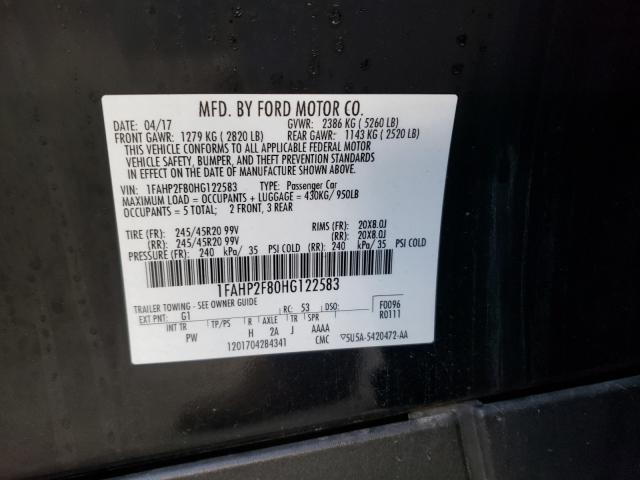 MFD. BY FORD MOTOR CO.
DATE: 04/17 GVWR: 2386 KG ( 5260 LB)
FRONT GAWR: 1279 KG ( 2820 LB) REAR GAWR: 1143 KG ( 2520 LB)
THIS VEHICLE CONFORMS TO ALL APPLICABLE FEDERAL MOTOR
VEHICLE SAFETY, BUMPER, AND THEFT PREVENTION STANDARDS
IN EFFECT ON THE DATE OF MANUFACTURE SHOWN ABOVE.
VIN: 1FAHP2F80HG122583 TYPE: Passenger Car
MAXIMUM LOAD = OCCUPANTS + LUGGAGE = 430KG/ 950LB
OCCUPANTS = 5 TOTAL; 2 FRONT, 3 REAR
TIRE (FR): 245/45R20 99V RIMS (FR): 20X8.0J
(RR): 245/45R20 99V (RR): 20X8.0J
PRESSURE (FR): 240 kPa/ 35 PSI COLD (RR): 240 kPa/ 35 PSI COLD
1FAHP2F80HG122583
TRAILER TOWING - SEE OWNER GUIDE
EXT PNT: G1 RC: 53 DSO: F0096
R0111
INT TR TP/PS R AXLE TR SPR
PW H 2A J AAAA
1201704284341 CMC ▽5U5A-5420472-AA